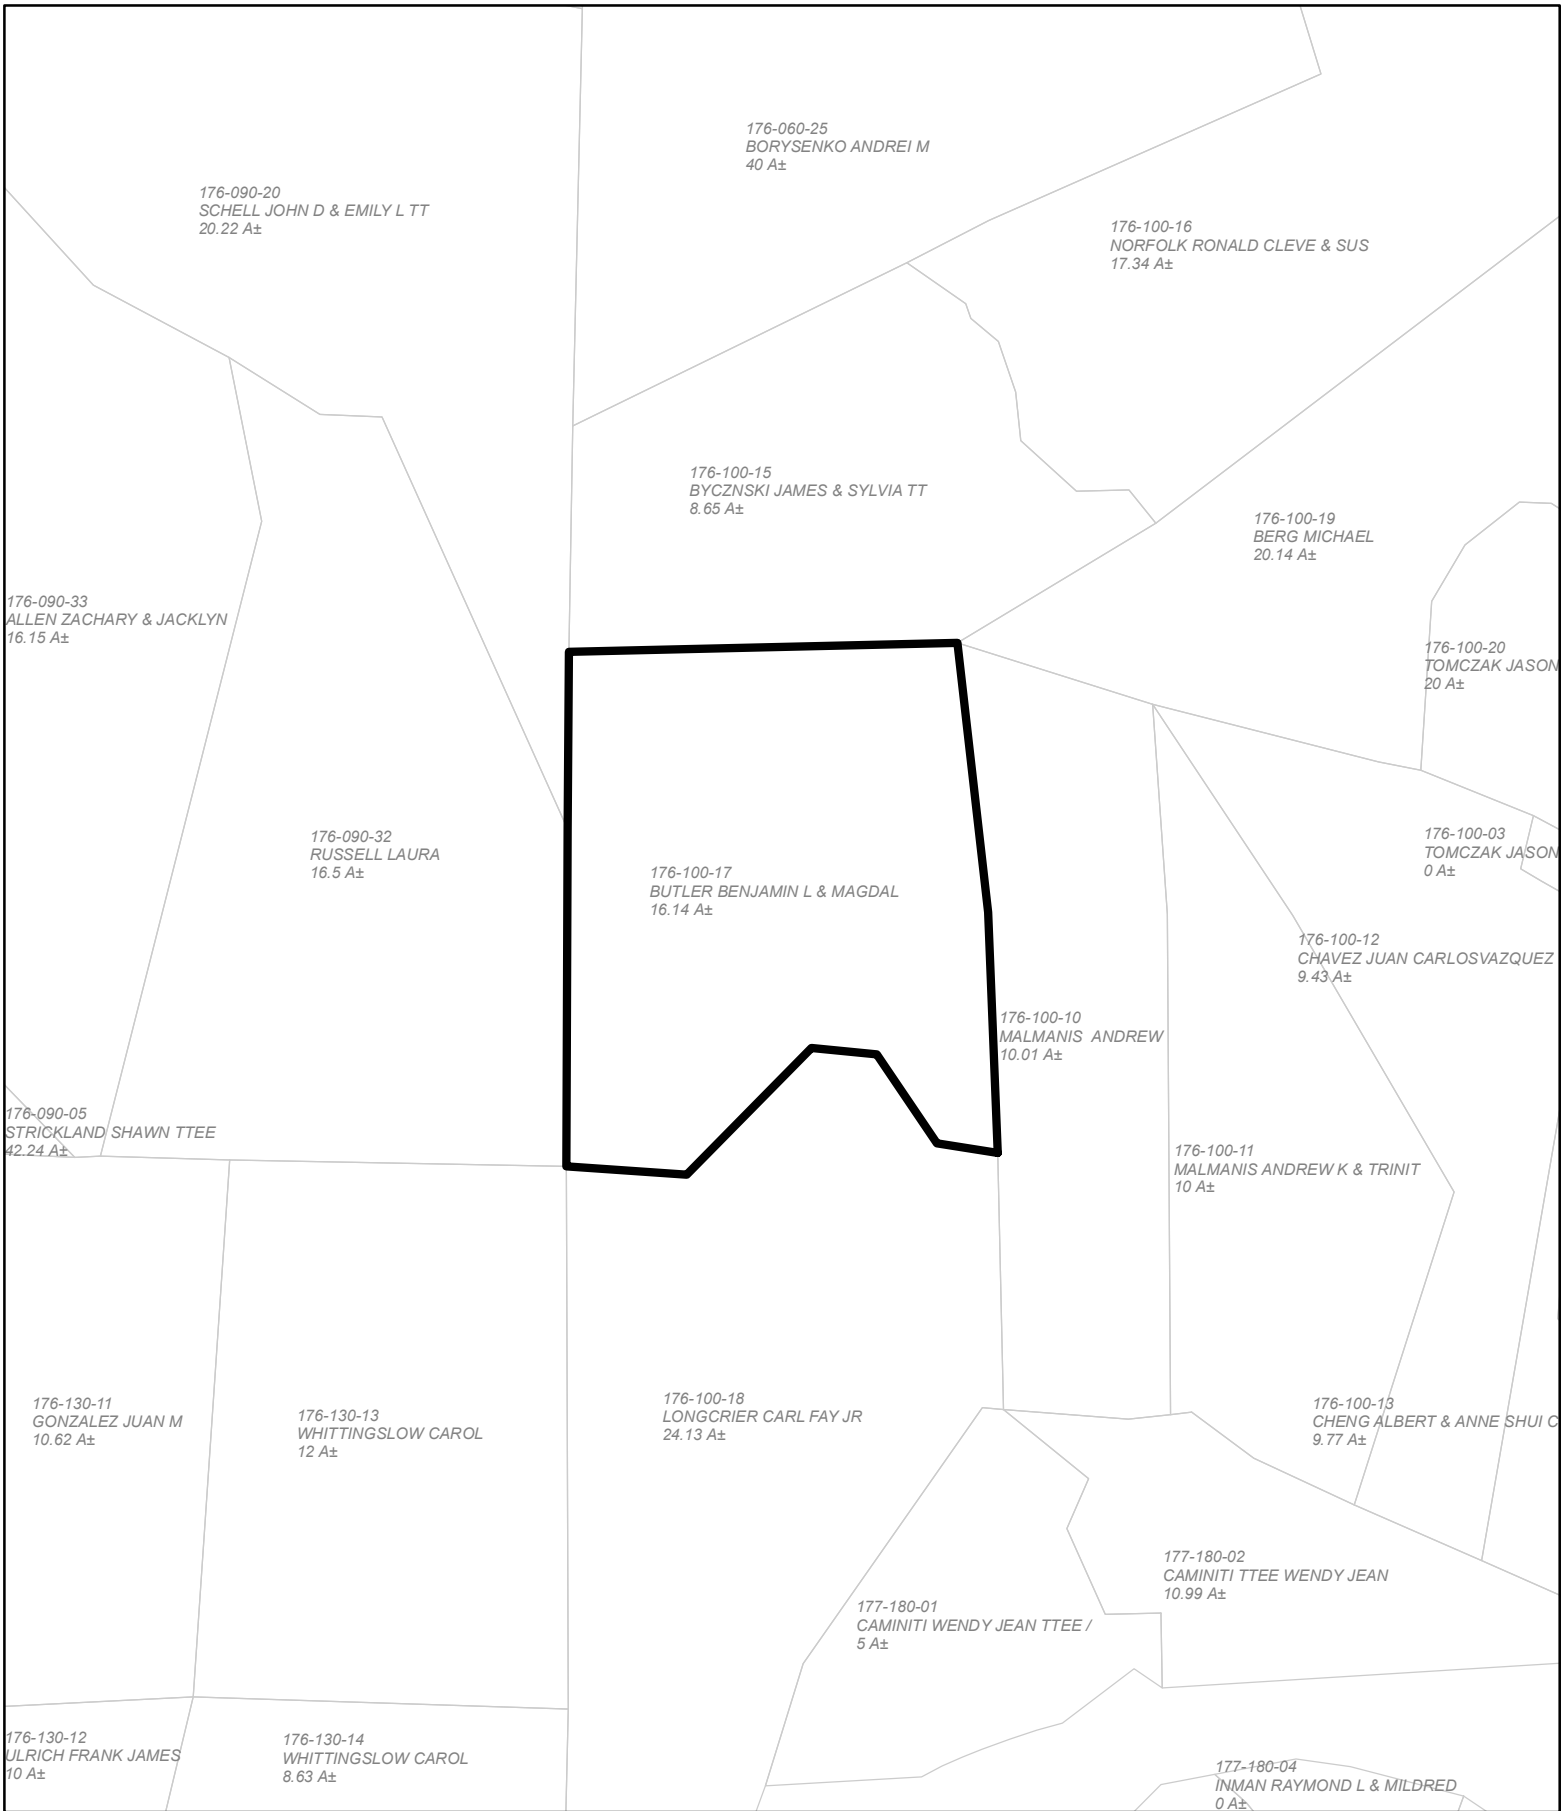 176-060-25
BORYSENKO ANDREI M
40 A±
176-090-20
SCHELL JOHN D & EMILY L TT
20.22 A±
176-100-16
NORFOLK RONALD CLEVE & SUS
17.34 A±
176-100-15
BYCZNSKI JAMES & SYLVIA TT
8.65 A±
176-100-19
BERG MICHAEL
20.14 A±
176-090-33
ALLEN ZACHARY & JACKLYN
16.15 A±
176-100-20
TOMCZAK JASON
20 A±
176-090-32
RUSSELL LAURA
16.5 A±
176-100-03
TOMCZAK JASON
0 A±
176-100-17
BUTLER BENJAMIN L & MAGDAL
16.14 A±
176-100-12
CHAVEZ JUAN CARLOSVAZQUEZ
9.43 A±
176-100-10
MALMANIS  ANDREW
10.01 A±
176-090-05
STRICKLAND SHAWN TTEE
42.24 A±
176-100-11
MALMANIS ANDREW K & TRINIT
10 A±
176-130-11
GONZALEZ JUAN M
10.62 A±
176-130-13
WHITTINGSLOW CAROL
12 A±
176-100-18
LONGCRIER CARL FAY JR
24.13 A±
176-100-13
CHENG ALBERT & ANNE SHUI C
9.77 A±
177-180-02
CAMINITI TTEE WENDY JEAN
10.99 A±
177-180-01
CAMINITI WENDY JEAN TTEE /
5 A±
176-130-12
ULRICH FRANK JAMES
10 A±
176-130-14
WHITTINGSLOW CAROL
8.63 A±
177-180-04
INMAN RAYMOND L & MILDRED
0 A±